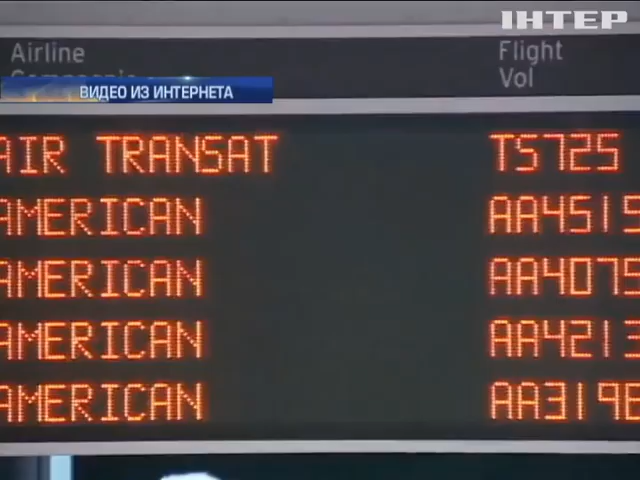 ІНТЕР
Airline Flight
Vol
ВИДЕО ИЗ ИНТЕРНЕТА
AIR TRANSAT TS725
AMERICAN AA4515
AMERICAN AA4075
AMERICAN AA4213
AMERICAN